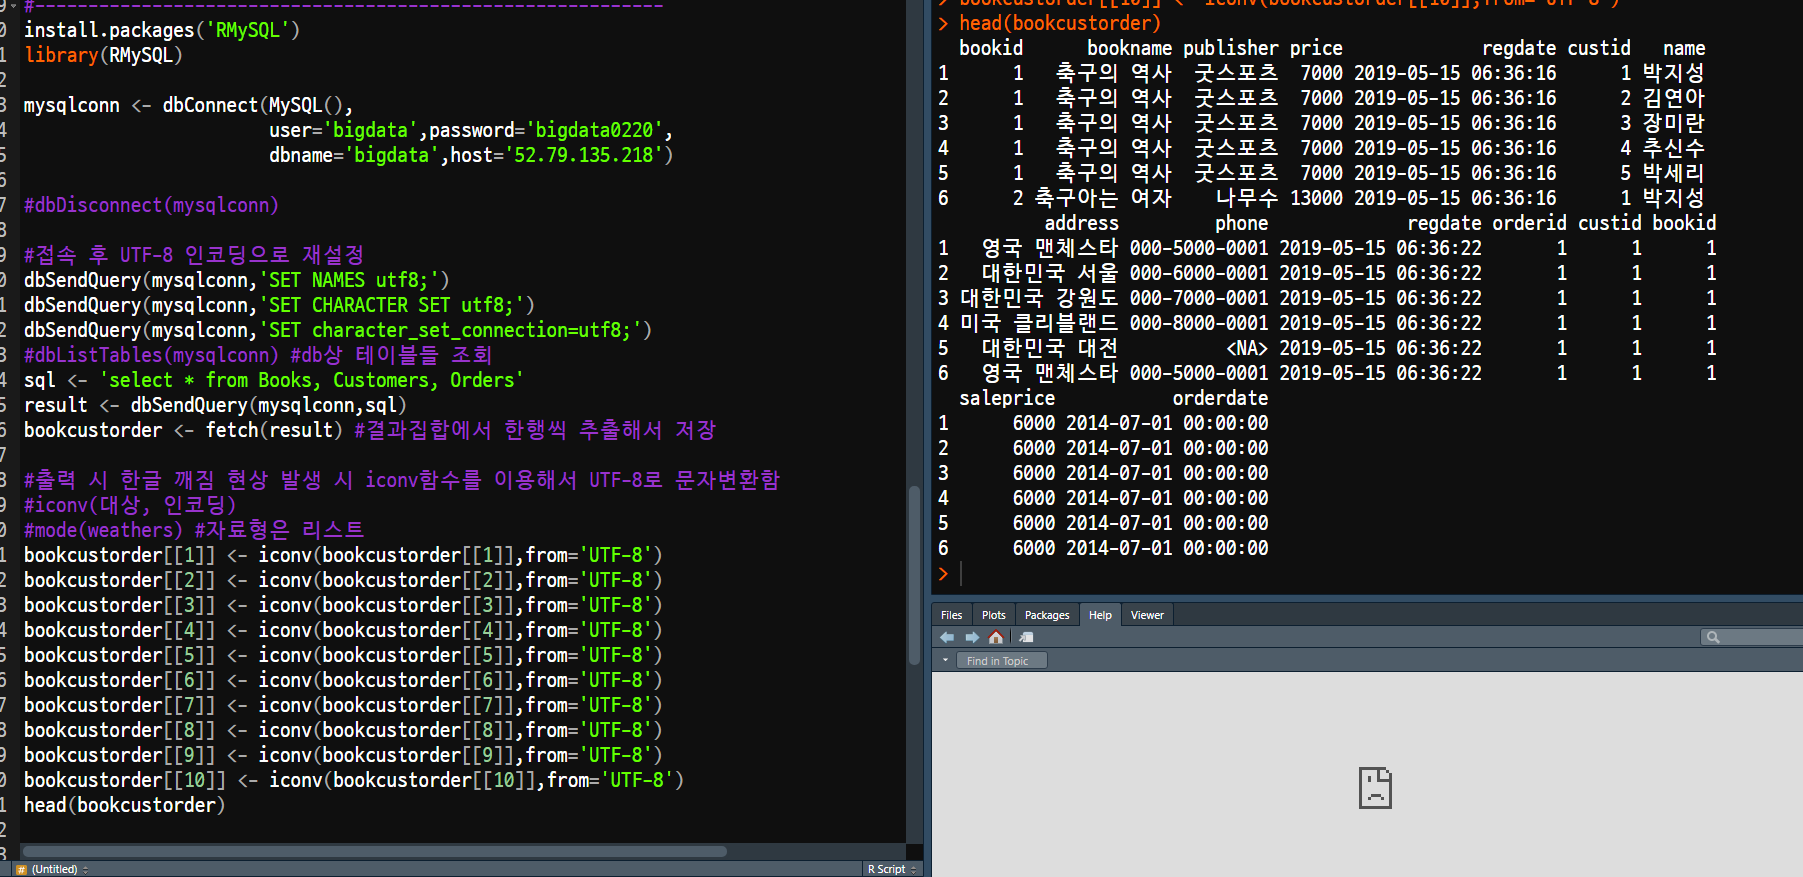 #-----------------------------------------------------------
install.packages('RMySQL')
library(RMySQL)
mysqlconn <- dbConnect(MySQL(),
user='bigdata',password='bigdata0220',
dbname='bigdata',host='52.79.135.218')
#dbDisconnect(mysqlconn)
#접속 후 UTF-8 인코딩으로 재설정
dbSendQuery(mysqlconn,'SET NAMES utf8;')
dbSendQuery(mysqlconn,'SET CHARACTER SET utf8;')
dbSendQuery(mysqlconn,'SET character_set_connection=utf8;')
#dbListTables(mysqlconn) #db상 테이블들 조회
sql <- 'select * from Books, Customers, Orders'
result <- dbSendQuery(mysqlconn,sql)
bookcustorder <- fetch(result) #결과집합에서 한행씩 추출해서 저장
#출력 시 한글 깨짐 현상 발생 시 iconv함수를 이용해서 UTF-8로 문자변환함
#iconv(대상, 인코딩)
#mode(weathers) #자료형은 리스트
bookcustorder[[1]] <- iconv(bookcustorder[[1]],from='UTF-8')
bookcustorder[[2]] <- iconv(bookcustorder[[2]],from='UTF-8')
bookcustorder[[3]] <- iconv(bookcustorder[[3]],from='UTF-8')
bookcustorder[[4]] <- iconv(bookcustorder[[4]],from='UTF-8')
bookcustorder[[5]] <- iconv(bookcustorder[[5]],from='UTF-8')
bookcustorder[[6]] <- iconv(bookcustorder[[6]],from='UTF-8')
bookcustorder[[7]] <- iconv(bookcustorder[[7]],from='UTF-8')
bookcustorder[[8]] <- iconv(bookcustorder[[8]],from='UTF-8')
bookcustorder[[9]] <- iconv(bookcustorder[[9]],from='UTF-8')
bookcustorder[[10]] <- iconv(bookcustorder[[10]],from='UTF-8')
head(bookcustorder)
(Untitled)
R Script
> bookcustorder[[10]] <- iconv(bookcustorder[[10]],from='UTF-8')
> head(bookcustorder)
bookid bookname publisher price regdate custid name
1 1 축구의 역사 굿스포츠 7000 2019-05-15 06:36:16 1 박지성
2 1 축구의 역사 굿스포츠 7000 2019-05-15 06:36:16 2 김연아
3 1 축구의 역사 굿스포츠 7000 2019-05-15 06:36:16 3 장미란
4 1 축구의 역사 굿스포츠 7000 2019-05-15 06:36:16 4 추신수
5 1 축구의 역사 굿스포츠 7000 2019-05-15 06:36:16 5 박세리
6 2 축구아는 여자 나무수 13000 2019-05-15 06:36:16 1 박지성
address phone regdate orderid custid bookid
1 영국 맨체스타 000-5000-0001 2019-05-15 06:36:22 1 1 1
2 대한민국 서울 000-6000-0001 2019-05-15 06:36:22 1 1 1
3 대한민국 강원도 000-7000-0001 2019-05-15 06:36:22 1 1 1
4 미국 클리블랜드 000-8000-0001 2019-05-15 06:36:22 1 1 1
5 대한민국 대전 <NA> 2019-05-15 06:36:22 1 1 1
6 영국 맨체스타 000-5000-0001 2019-05-15 06:36:22 1 1 1
saleprice orderdate
1 6000 2014-07-01 00:00:00
2 6000 2014-07-01 00:00:00
3 6000 2014-07-01 00:00:00
4 6000 2014-07-01 00:00:00
5 6000 2014-07-01 00:00:00
6 6000 2014-07-01 00:00:00
>
Files Plots Packages Help Viewer
Find in Topic